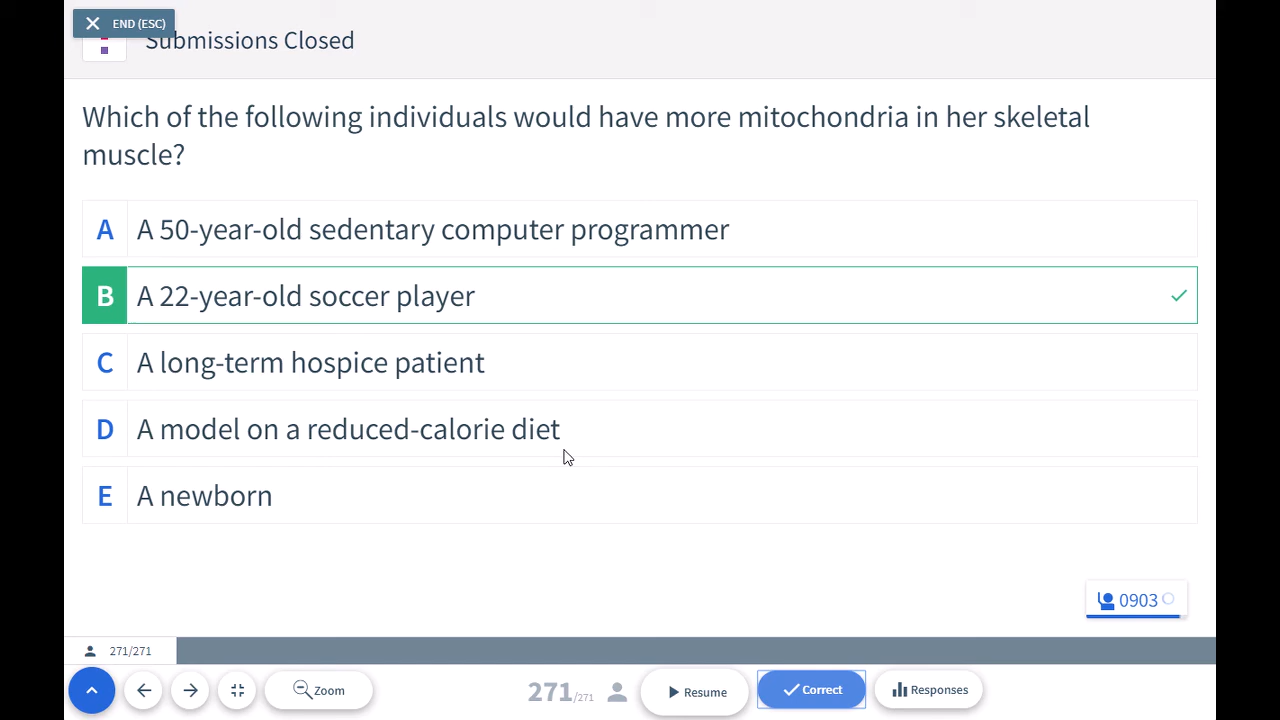 END (ESC)
Submissions Closed
Which of the following individuals would have more mitochondria in her skeletal
muscle?
A A 50-year-old sedentary computer programmer
B A 22-year-old soccer player
C A long-term hospice patient
D A model on a reduced-calorie diet
E A newborn
0903
271/271
Zoom
271/271
Resume
Correct
Responses